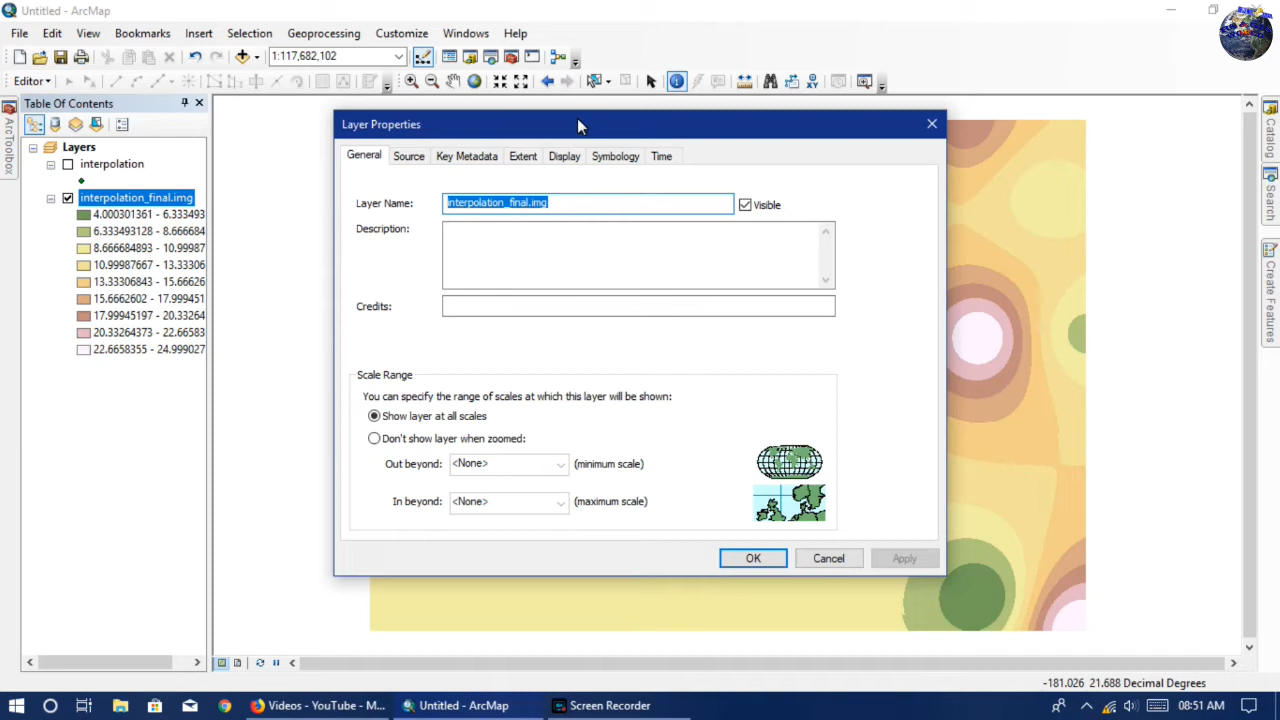 Untitled - ArcMap
File Edit View Bookmarks Insert Selection Geoprocessing Customize Windows Help
1:117,682,102
Editor
Table Of Contents
ArcToolbox
Layers
interpolation
interpolation_final.img
4.000301361 - 6.333493
6.333493128 - 8.666684
8.666684893 - 10.99987
10.99987667 - 13.33306
13.33306843 - 15.66626
15.6662602 - 17.999451
17.99945197 - 20.33264
20.33264373 - 22.66583
22.6658355 - 24.999027
Layer Properties
General Source Key Metadata Extent Display Symbology Time
Layer Name: interpolation_final.img Visible
Description:
Credits:
Scale Range
You can specify the range of scales at which this layer will be shown:
Show layer at all scales
Don't show layer when zoomed:
Out beyond: <None> (minimum scale)
In beyond: <None> (maximum scale)
OK Cancel Apply
Catalog
Search
Create Features
-181.026 21.688 Decimal Degrees
Videos - YouTube - M... Untitled - ArcMap Screen Recorder 08:51 AM